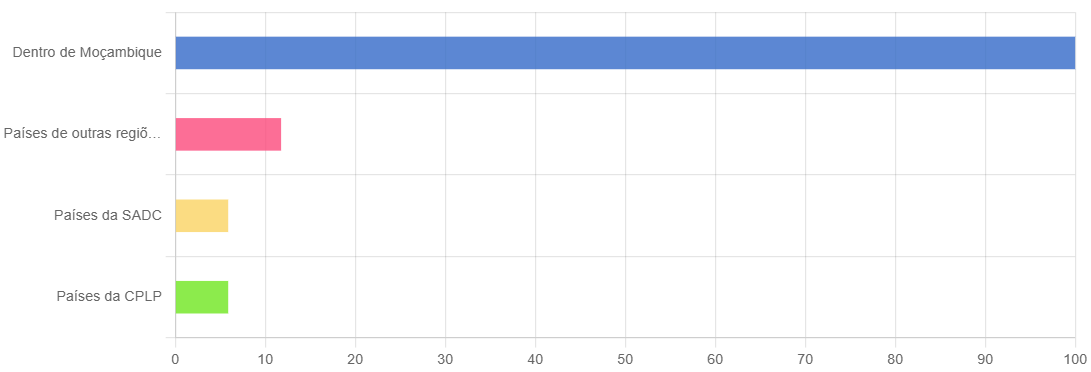 Dentro de Moçambique
Países de outras regiõ…
Países da SADC
Países da CPLP
0 10 20 30 40 50 60 70 80 90 100